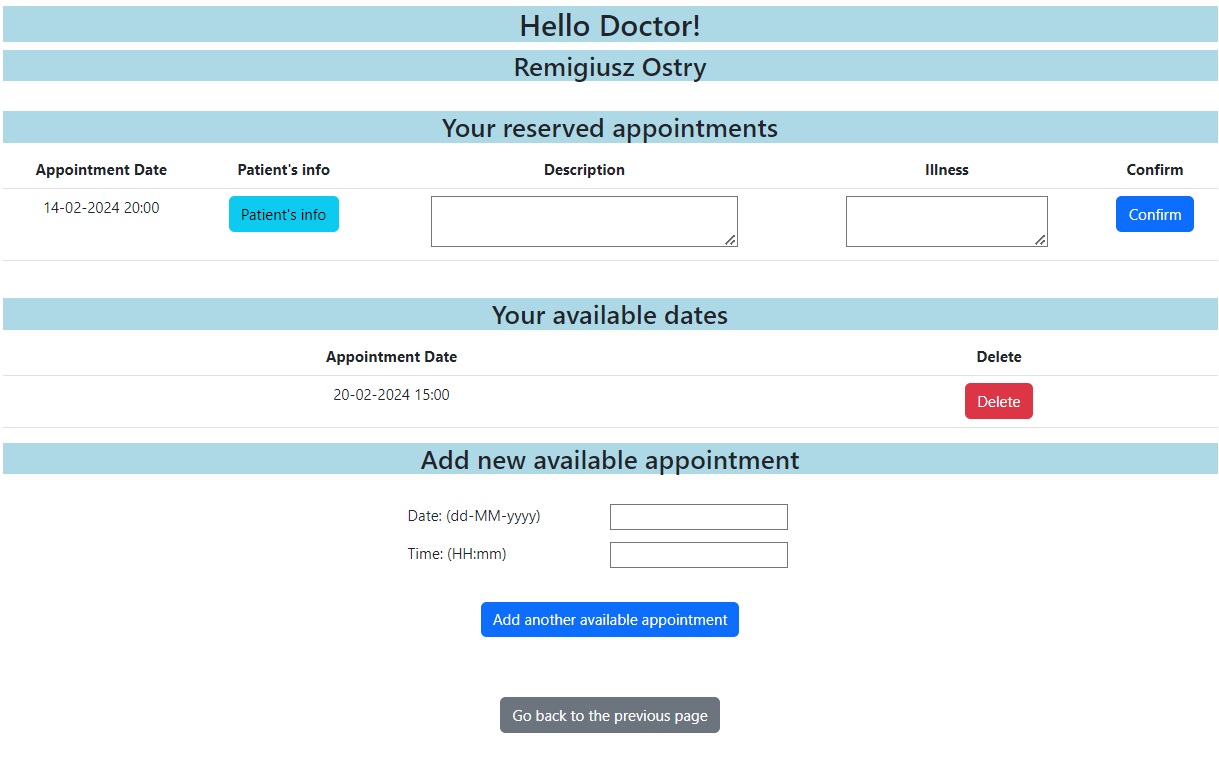 Hello Doctor!
Remigiusz Ostry
Your reserved appointments
Appointment Date Patient's info Description Illness Confirm
14-02-2024 20:00 Patient's info Confirm
Your available dates
Appointment Date Delete
20-02-2024 15:00 Delete
Add new available appointment
Date: (dd-MM-yyyy)
Time: (HH:mm)
Add another available appointment
Go back to the previous page